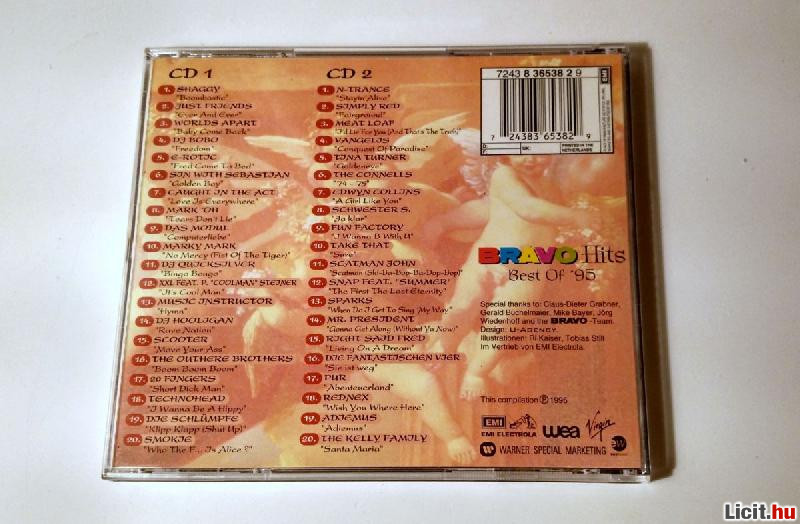 CD 1
1. SHAGGY
"Boombastic"
2. JUST FRIENDS
"Ever And Ever"
3. WORLDS APART
"Baby Come Back"
4. DJ BOBO
"Freedom"
5. E-ROTIC
"Fred Come To Bed"
6. SIN WITH SEBASTIAN
"Golden Boy"
7. CAUGHT IN THE ACT
"Love Is Everywhere"
8. MARK 'OH
"Tears Don't Lie"
9. DAS MODUL
"Computerliebe"
10. MARKY MARK
"No Mercy (Fist Of The Tiger)"
11. DJ QUICKSILVER
"Bingo Bongo"
12. XXL FEAT. P. "COOLMAN" STEINER
"It's Cool Man"
13. MUSIC INSTRUCTOR
"Hymn"
14. DJ HOOLIGAN
"Rave Nation"
15. SCOOTER
"Move Your Ass"
16. THE OUTHERE BROTHERS
"Boom Boom Boom"
17. 20 FINGERS
"Short Dick Man"
18. TECHNOHEAD
"I Wanna Be A Hippy"
19. DIE SCHLÜMPFE
"Klipp Klapp (Shut Up)"
20. SMOKIE
"Who The F... Is Alice?"
CD 2
1. N-TRANCE
"Stayin' Alive"
2. SIMPLY RED
"Fairground"
3. MEAT LOAF
"I'd Lie For You (And That's The Truth)"
4. VANGELIS
"Conquest Of Paradise"
5. TINA TURNER
"Goldeneye"
6. THE CONNELLS
"'74 - '75"
7. EDWYN COLLINS
"A Girl Like You"
8. SCHWESTER S.
"Ja klar"
9. FUN FACTORY
"I Wanna B With U"
10. TAKE THAT
"Sure"
11. SCATMAN JOHN
"Scatman (Ski-Ba-Bop-Ba-Dop-Bop)"
12. SNAP FEAT. "SUMMER"
"The First The Last Eternity"
13. SPARKS
"When Do I Get To Sing 'My Way'"
14. MR. PRESIDENT
"Gonna Get Along (Without Ya Now)"
15. RIGHT SAID FRED
"Living On A Dream"
16. DIE FANTASTISCHEN VIER
"Sie ist weg"
17. PUR
"Abenteuerland"
18. REDNEX
"Wish You Where Here"
19. ADIEMUS
"Adiemus"
20. THE KELLY FAMILY
"Santa Maria"
7243 8 36538 2 9
EMI
7 24383 65382 9
D:
UK:
PRINTED IN THE NETHERLANDS
BRAVO Hits
Best Of '95
Special thanks to: Claus-Dieter Grabner,
Gerald Büchelmaier, Mike Bayer, Jörg
Wiedenhoff and the BRAVO -Team.
Design: U-AGENCY.
Illustrationen: Ri Kaiser, Tobias Still
Im Vertrieb von EMI Electrola.
This compilation Ⓟ 1995
EMI
EMI ELECTROLA
wea
Virgin
WARNER SPECIAL MARKETING
Licit.hu